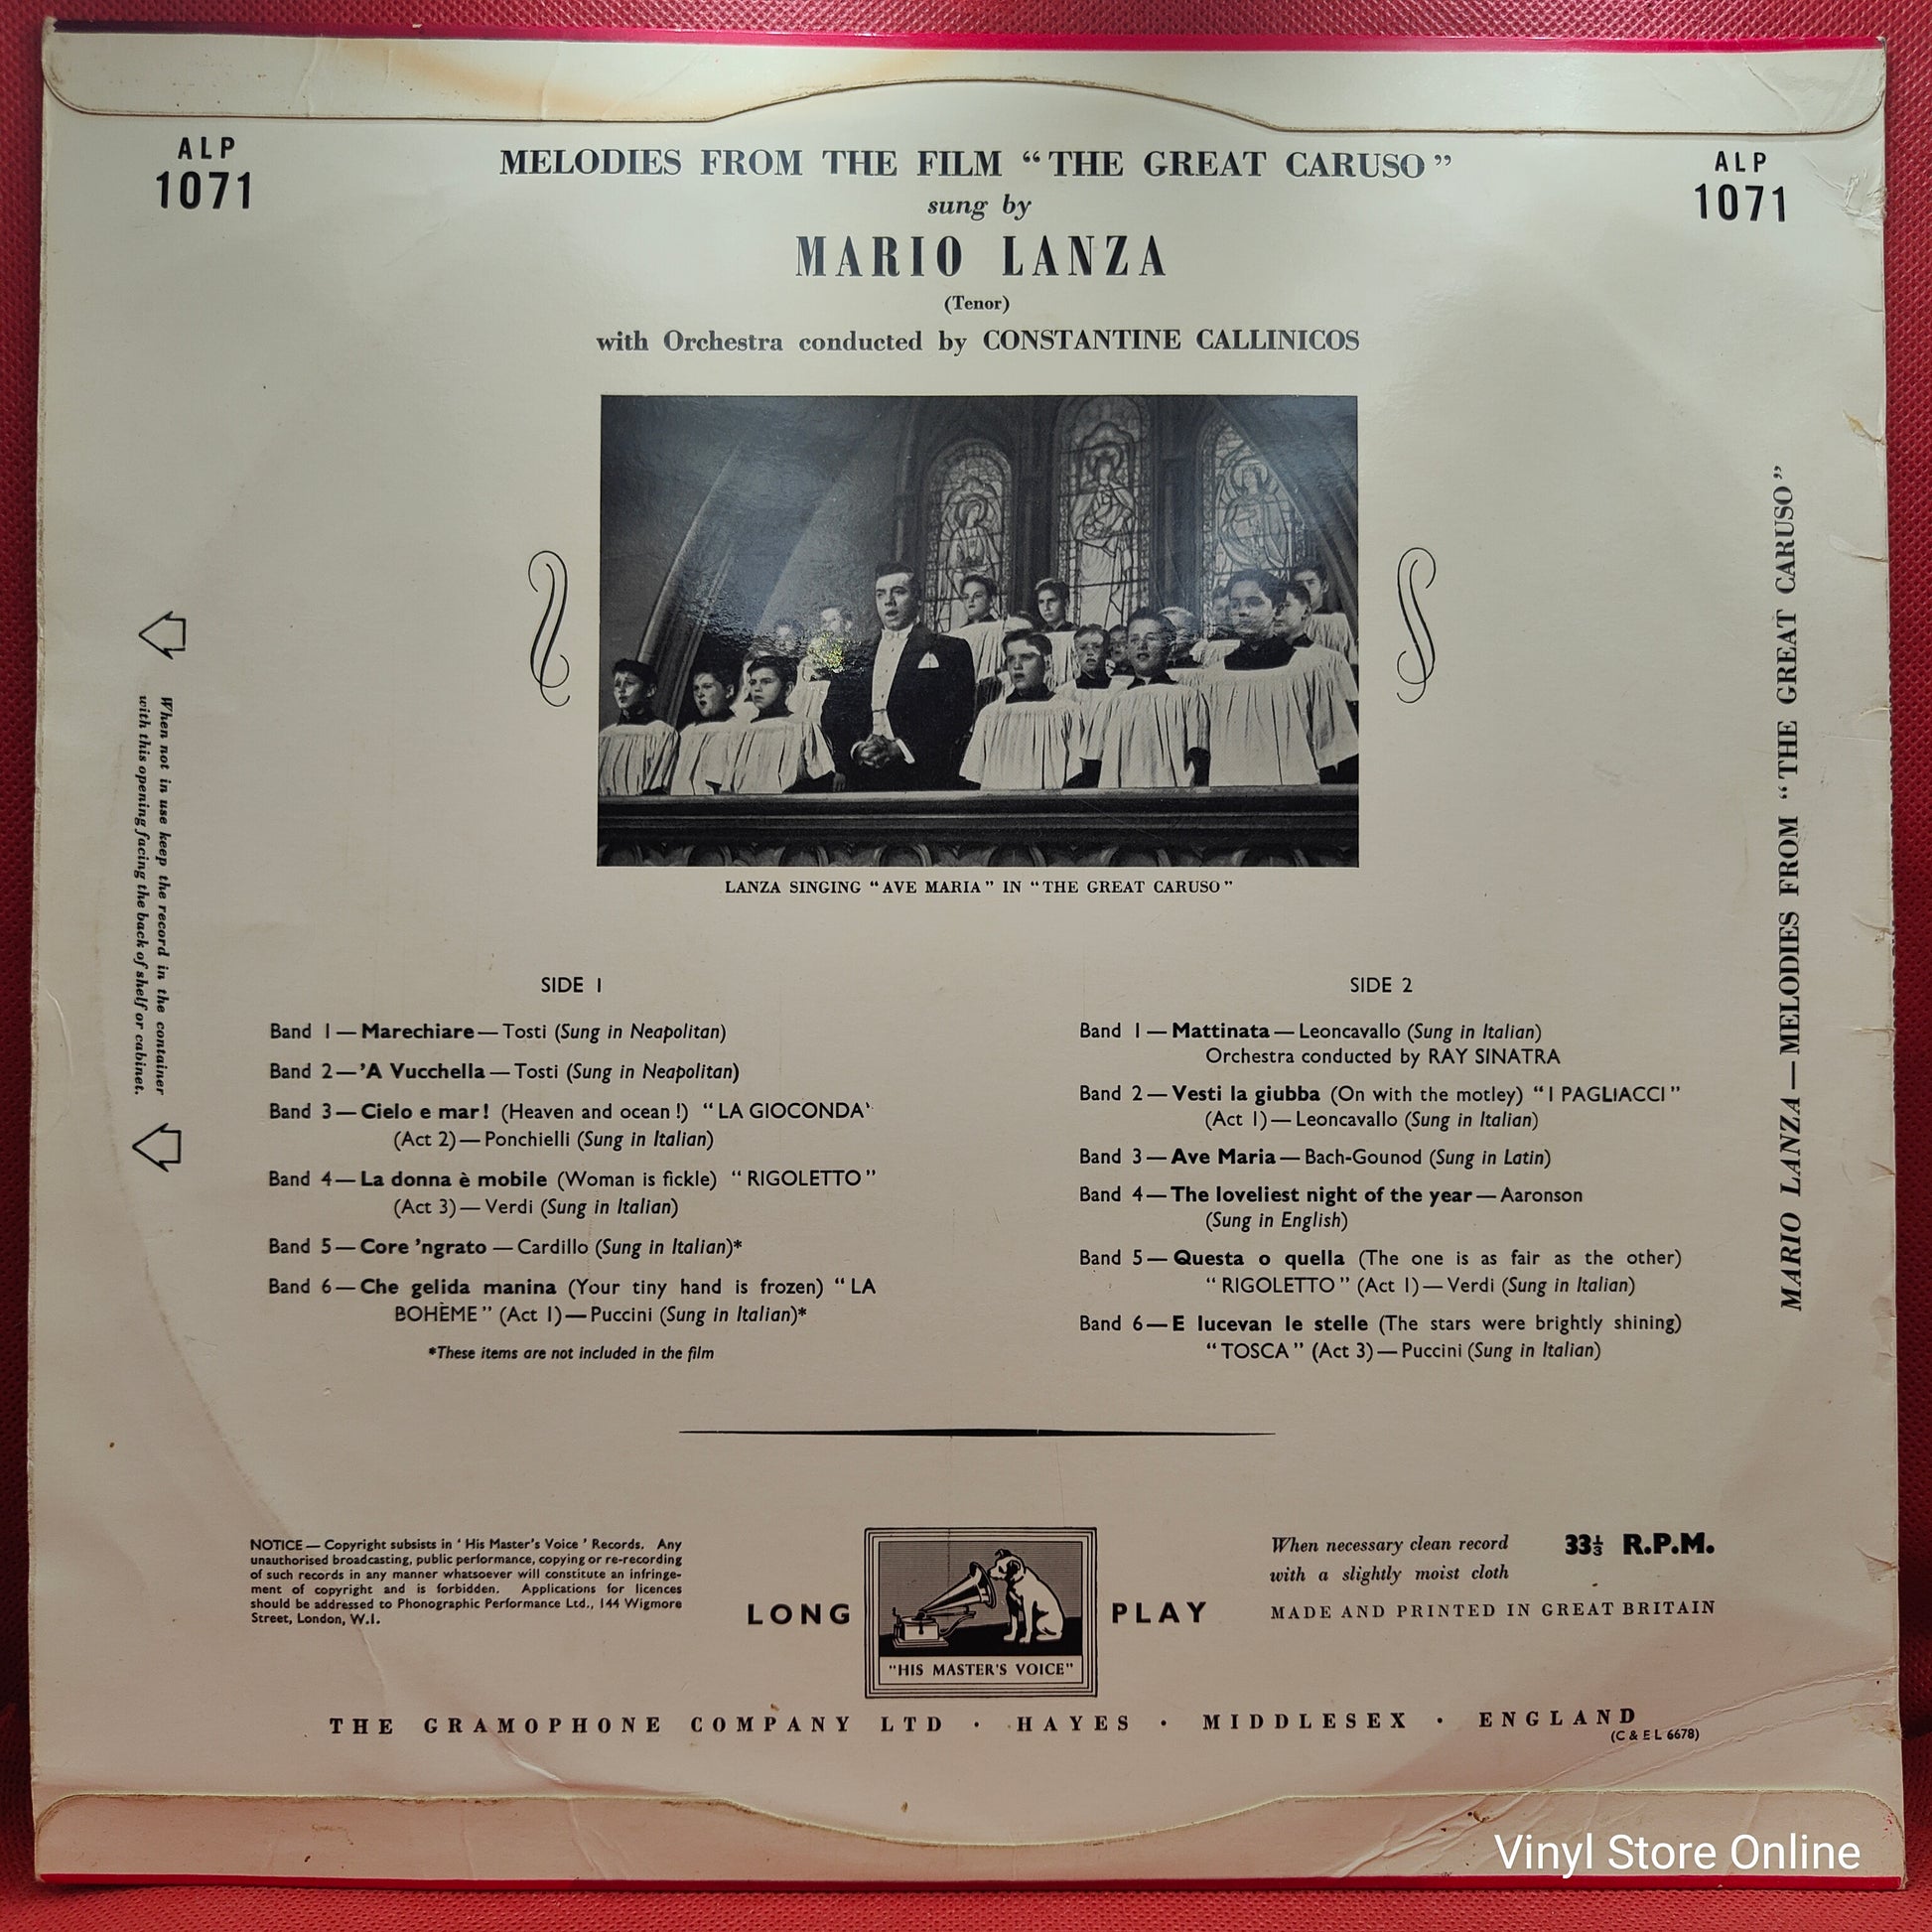 ALP
1071
MELODIES FROM THE FILM “THE GREAT CARUSO”
sung by
MARIO LANZA
(Tenor)
with Orchestra conducted by CONSTANTINE CALLINICOS
ALP
1071
LANZA SINGING “AVE MARIA” IN “THE GREAT CARUSO”
When not in use keep the record in the container
with this opening facing the back of shelf or cabinet.
MARIO LANZA — MELODIES FROM “THE GREAT CARUSO”
SIDE 1
Band 1 — Marechiare — Tosti (Sung in Neapolitan)
Band 2 — ’A Vucchella — Tosti (Sung in Neapolitan)
Band 3 — Cielo e mar! (Heaven and ocean!) “LA GIOCONDA’
(Act 2) — Ponchielli (Sung in Italian)
Band 4 — La donna è mobile (Woman is fickle) “RIGOLETTO”
(Act 3) — Verdi (Sung in Italian)
Band 5 — Core ’ngrato — Cardillo (Sung in Italian)*
Band 6 — Che gelida manina (Your tiny hand is frozen) “LA
BOHÈME” (Act 1) — Puccini (Sung in Italian)*
*These items are not included in the film
SIDE 2
Band 1 — Mattinata — Leoncavallo (Sung in Italian)
Orchestra conducted by RAY SINATRA
Band 2 — Vesti la giubba (On with the motley) “I PAGLIACCI”
(Act 1) — Leoncavallo (Sung in Italian)
Band 3 — Ave Maria — Bach-Gounod (Sung in Latin)
Band 4 — The loveliest night of the year — Aaronson
(Sung in English)
Band 5 — Questa o quella (The one is as fair as the other)
“RIGOLETTO” (Act 1) — Verdi (Sung in Italian)
Band 6 — E lucevan le stelle (The stars were brightly shining)
“TOSCA” (Act 3) — Puccini (Sung in Italian)
NOTICE — Copyright subsists in ‘His Master’s Voice’ Records. Any
unauthorised broadcasting, public performance, copying or re-recording
of such records in any manner whatsoever will constitute an infringe-
ment of copyright and is forbidden. Applications for licences
should be addressed to Phonographic Performance Ltd., 144 Wigmore
Street, London, W.1.
LONG PLAY
“HIS MASTER’S VOICE”
When necessary clean record
with a slightly moist cloth
33⅓ R.P.M.
MADE AND PRINTED IN GREAT BRITAIN
THE GRAMOPHONE COMPANY LTD · HAYES · MIDDLESEX · ENGLAND
(C & E L 6678)
Vinyl Store Online